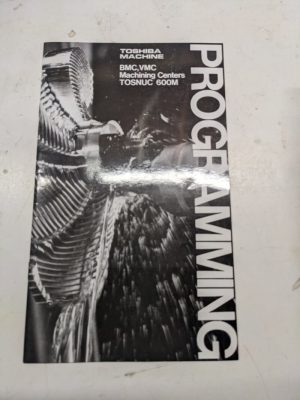 TOSHIBA
MACHINE
BMC,VMC
Machining Centers
TOSNUC 600M
PROGRAMMING